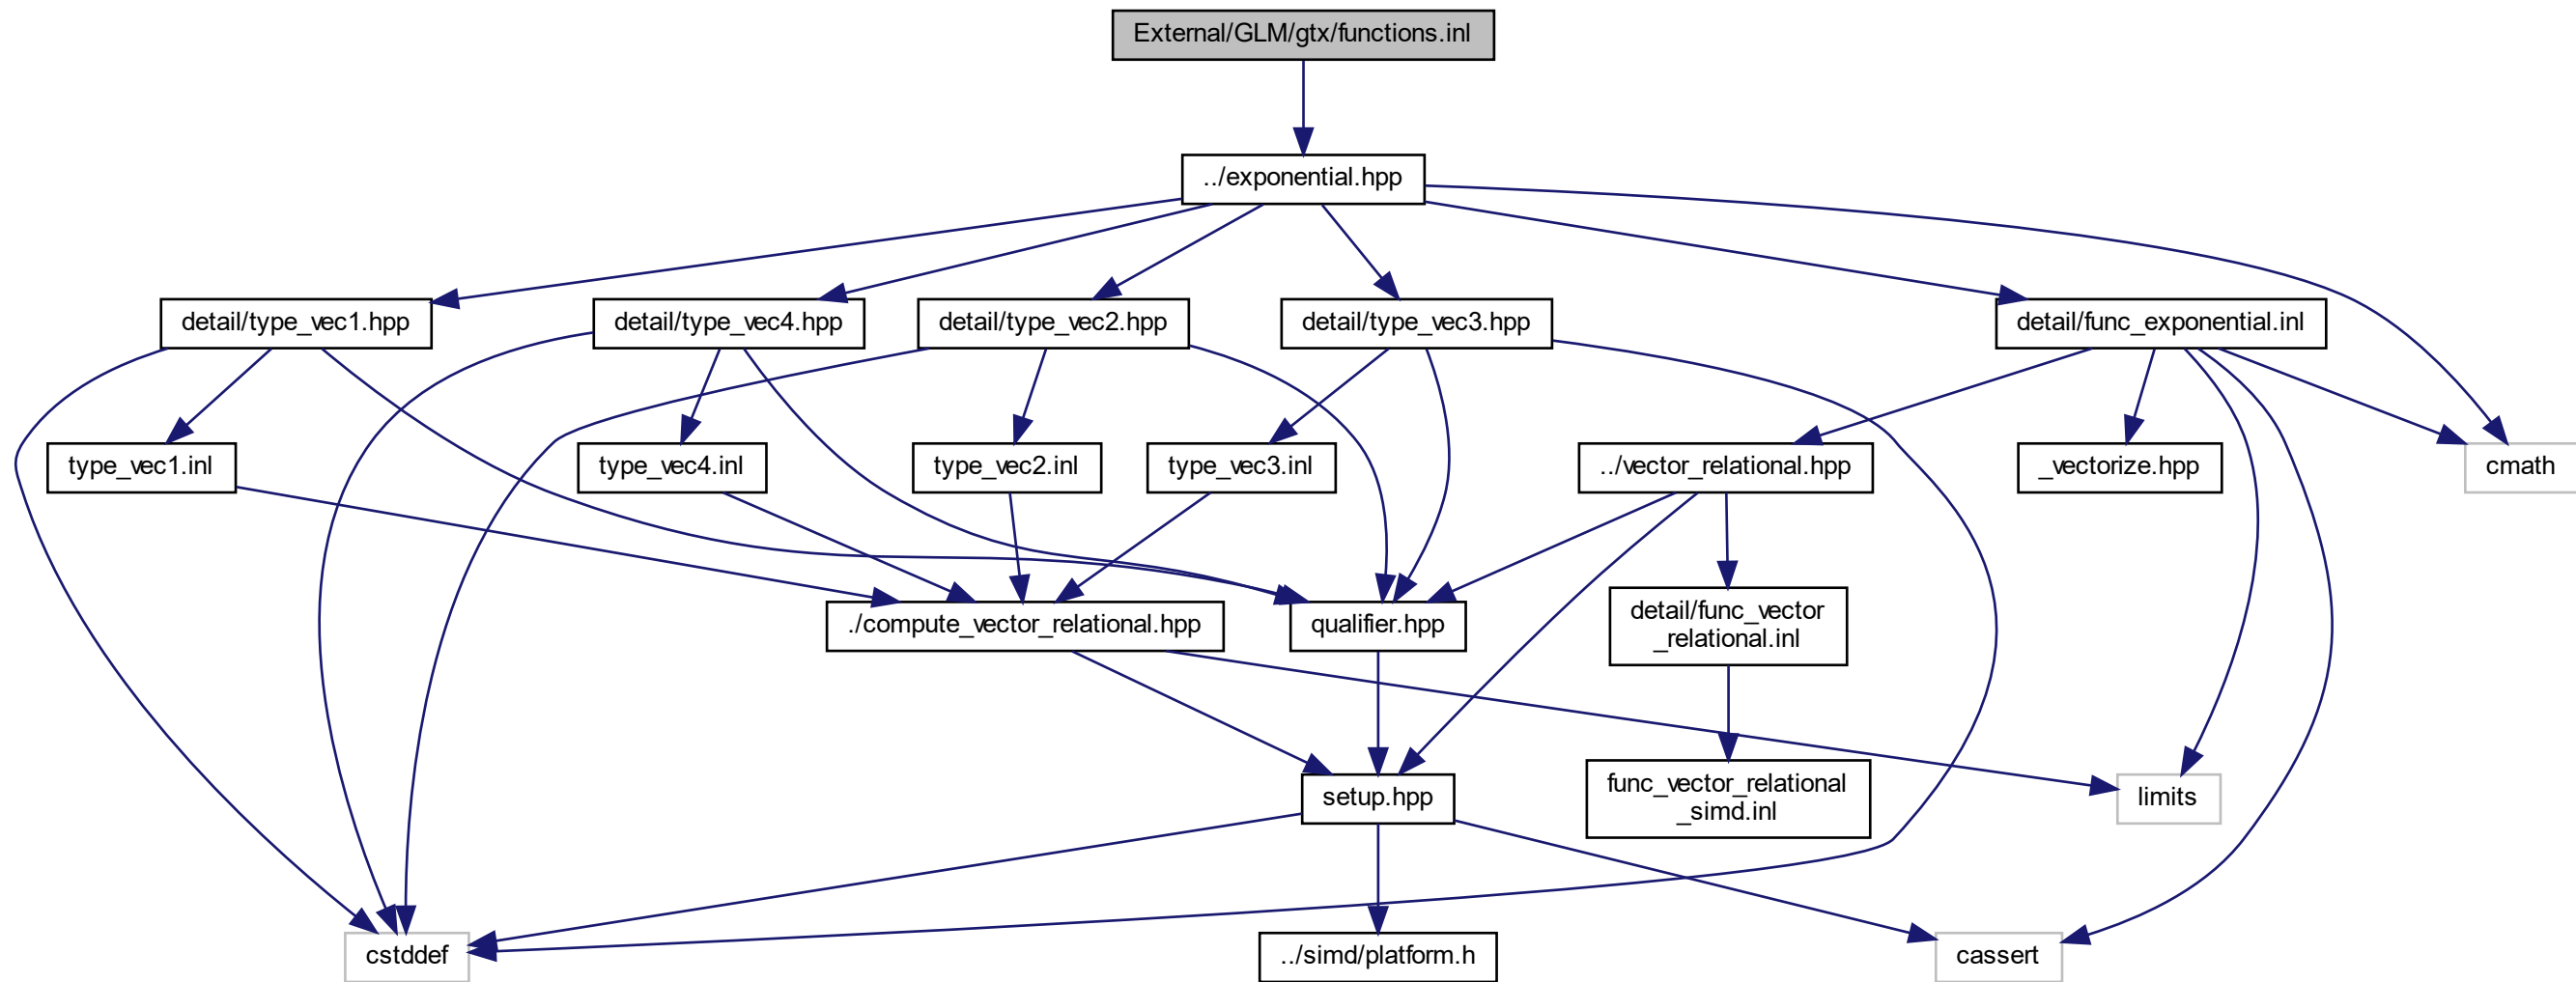 External/GLM/gtx/functions.inl
../exponential.hpp
detail/type_vec1.hpp
detail/type_vec4.hpp
detail/type_vec2.hpp
detail/type_vec3.hpp
detail/func_exponential.inl
type_vec1.inl
type_vec4.inl
type_vec2.inl
type_vec3.inl
../vector_relational.hpp
_vectorize.hpp
cmath
./compute_vector_relational.hpp
qualifier.hpp
detail/func_vector
_relational.inl
setup.hpp
func_vector_relational
_simd.inl
limits
cstddef
../simd/platform.h
cassert